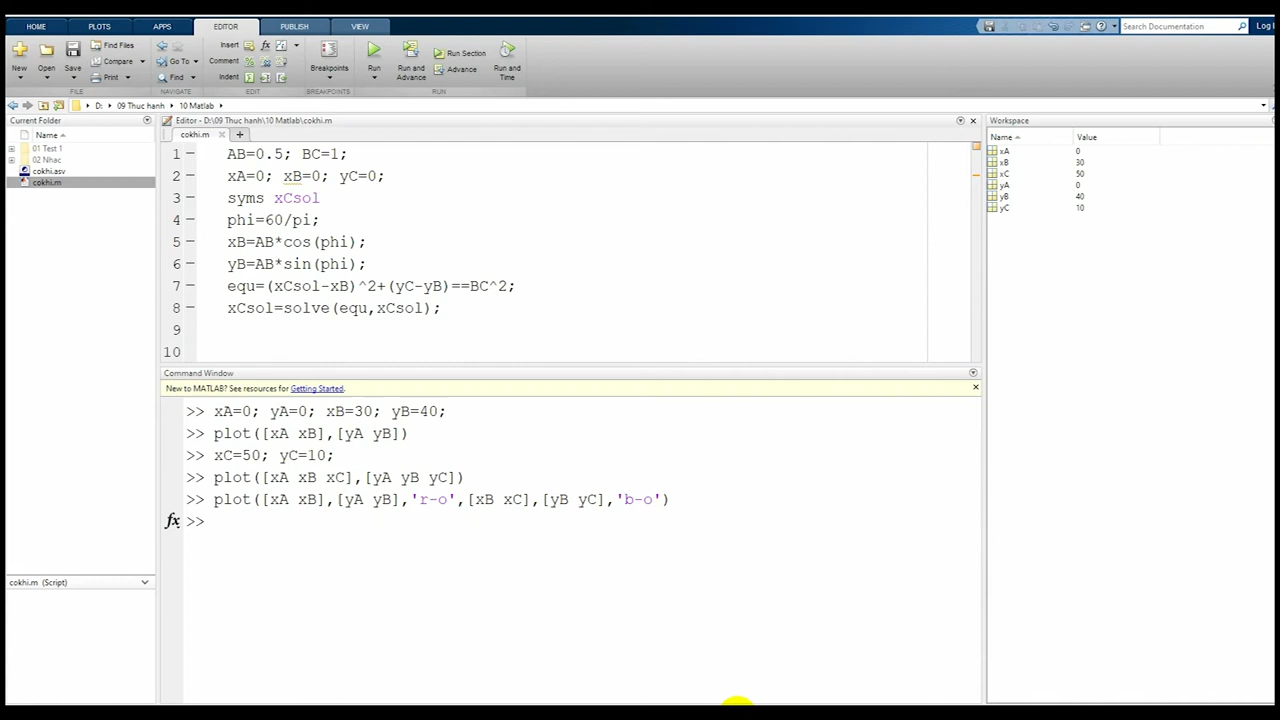 HOME PLOTS APPS EDITOR PUBLISH VIEW Search Documentation Log
New Open Save Find Files Compare Print Go To Find Insert Comment Indent fx Breakpoints Run Run and Advance Run Section Advance Run and Time
FILE NAVIGATE EDIT BREAKPOINTS RUN
D: 09 Thuc hanh 10 Matlab
Current Folder
Name
01 Test 1
02 Nhac
cokhi.asv
cokhi.m
cokhi.m (Script)
Editor - D:\09 Thuc hanh\10 Matlab\cokhi.m
cokhi.m
1 AB=0.5; BC=1;
2 xA=0; xB=0; yC=0;
3 syms xCsol
4 phi=60/pi;
5 xB=AB*cos(phi);
6 yB=AB*sin(phi);
7 equ=(xCsol-xB)^2+(yC-yB)==BC^2;
8 xCsol=solve(equ,xCsol);
9
10
Command Window
New to MATLAB? See resources for Getting Started.
>> xA=0; yA=0; xB=30; yB=40;
>> plot([xA xB],[yA yB])
>> xC=50; yC=10;
>> plot([xA xB xC],[yA yB yC])
>> plot([xA xB],[yA yB],'r-o',[xB xC],[yB yC],'b-o')
fx >>
Workspace
Name Value
xA 0
xB 30
xC 50
yA 0
yB 40
yC 10